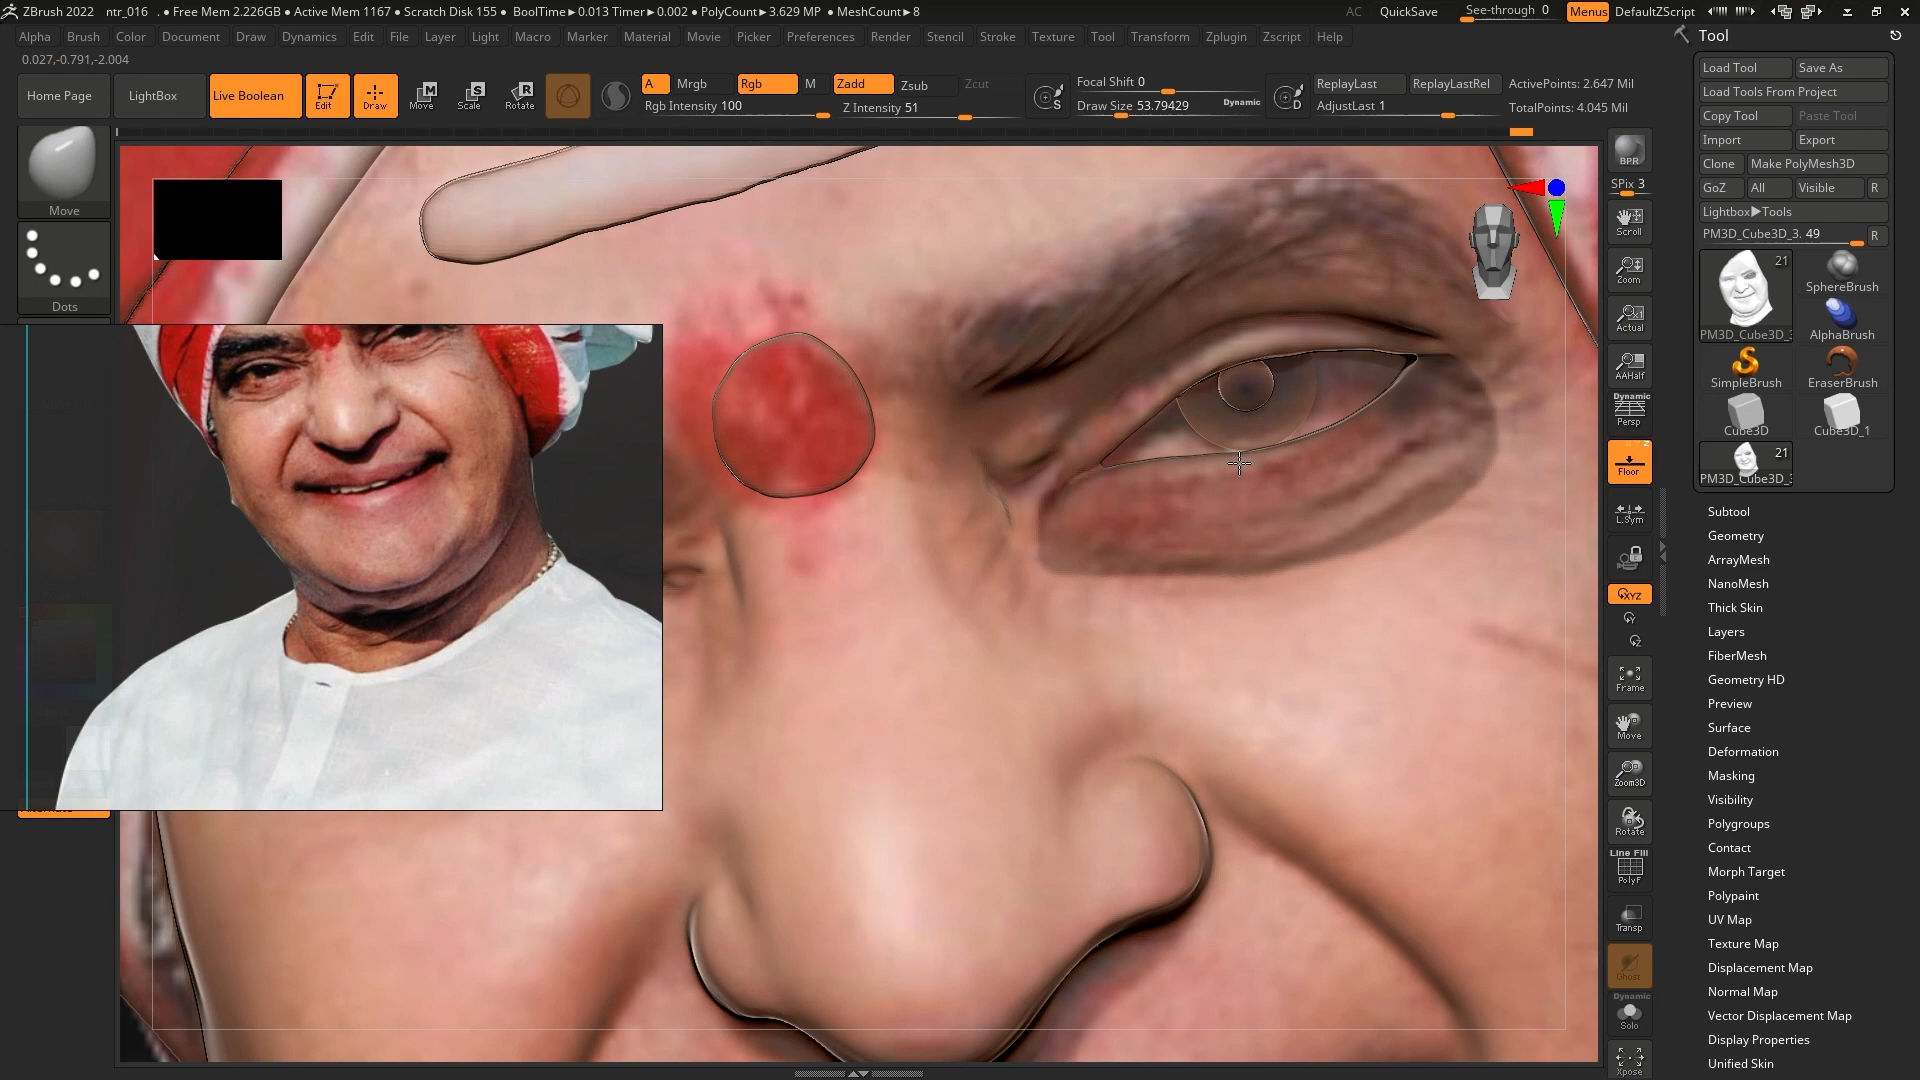 ZBrush 2022 ntr_016 . ● Free Mem 2.226GB ● Active Mem 1167 ● Scratch Disk 155 ● BoolTime►0.013 Timer►0.002 ● PolyCount►3.629 MP ● MeshCount►8 AC QuickSave See-through 0 Menus DefaultZScript
Alpha Brush Color Document Draw Dynamics Edit File Layer Light Macro Marker Material Movie Picker Preferences Render Stencil Stroke Texture Tool Transform Zplugin Zscript Help
Tool
0.027,-0.791,-2.004
Home Page LightBox Live Boolean Edit Draw Move Scale Rotate
M S R
A Mrgb Rgb M Zadd Zsub Zcut
Rgb Intensity 100 Z Intensity 51
S Focal Shift 0
Draw Size 53.79429 Dynamic
D ReplayLast ReplayLastRel
AdjustLast 1
ActivePoints: 2.647 Mil
TotalPoints: 4.045 Mil
Move
Dots
BPR
SPix 3
Scroll
Zoom
Actual
AAHalf
Dynamic
Persp
Floor
L.Sym
XYZ
Y
Z
Frame
Move
Zoom3D
Rotate
Line Fill
PolyF
Transp
Ghost
Dynamic
Solo
Xpose
Load Tool Save As
Load Tools From Project
Copy Tool Paste Tool
Import Export
Clone Make PolyMesh3D
GoZ All Visible R
Lightbox►Tools
PM3D_Cube3D_3. 49 R
21
PM3D_Cube3D_3 SphereBrush
AlphaBrush
SimpleBrush EraserBrush
Cube3D Cube3D_1
21
PM3D_Cube3D_3
Subtool
Geometry
ArrayMesh
NanoMesh
Thick Skin
Layers
FiberMesh
Geometry HD
Preview
Surface
Deformation
Masking
Visibility
Polygroups
Contact
Morph Target
Polypaint
UV Map
Texture Map
Displacement Map
Normal Map
Vector Displacement Map
Display Properties
Unified Skin